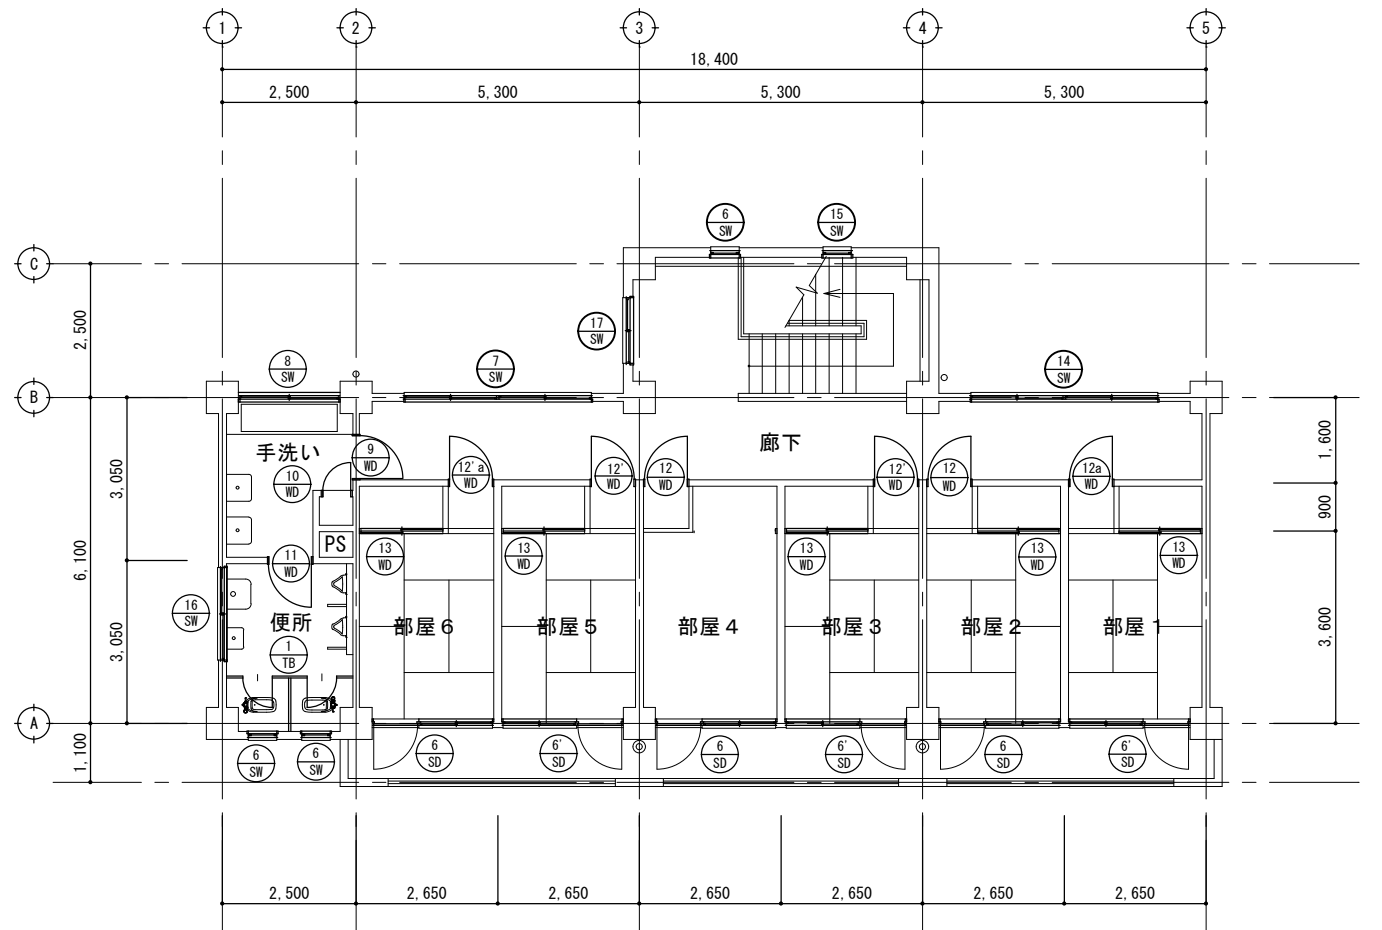 1 2 3 4 5
18,400
2,500 5,300 5,300 5,300
6
SW
15
SW
C
2,500
17
SW
8
SW
7
SW
14
SW
B
手洗い
9
WD
廊下
1,600
3,050
10
WD
12'a
WD
12'
WD
12
WD
12'
WD
12
WD
12a
WD
900
PS
6,100
11
WD
13
WD
13
WD
13
WD
13
WD
13
WD
16
SW
便所
部屋6 部屋5 部屋4 部屋3 部屋2 部屋1
3,600
3,050
1
TB
A
1,100
6
SW
6
SW
6
SD
6'
SD
6
SD
6'
SD
6
SD
6'
SD
2,500 2,650 2,650 2,650 2,650 2,650 2,650